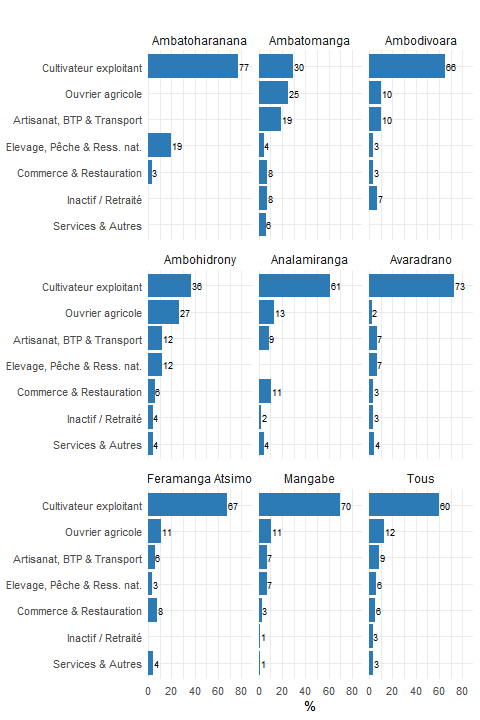 Ambatoharanana Ambatomanga Ambodivoara
Cultivateur exploitant 77 30 66
Ouvrier agricole 25 10
Artisanat, BTP & Transport 19 10
Elevage, Pêche & Ress. nat. 19 4 3
Commerce & Restauration 3 8 3
Inactif / Retraité 8 7
Services & Autres 6
Ambohidrony Analamiranga Avaradrano
Cultivateur exploitant 36 61 73
Ouvrier agricole 27 13 2
Artisanat, BTP & Transport 12 9 7
Elevage, Pêche & Ress. nat. 12 7
Commerce & Restauration 6 11 3
Inactif / Retraité 4 2 3
Services & Autres 4 4 4
Feramanga Atsimo Mangabe Tous
Cultivateur exploitant 67 70 60
Ouvrier agricole 11 11 12
Artisanat, BTP & Transport 6 7 9
Elevage, Pêche & Ress. nat. 3 7 6
Commerce & Restauration 8 3 6
Inactif / Retraité 1 3
Services & Autres 4 1 3
0 20 40 60 80 0 20 40 60 80 0 20 40 60 80
%